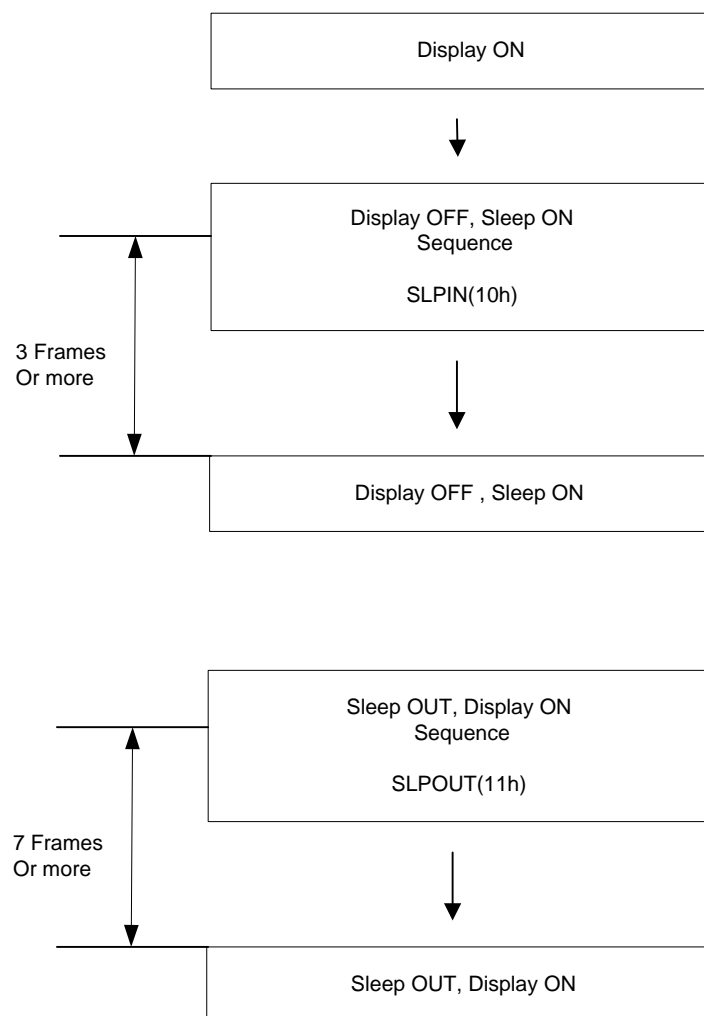 Display ON
Display OFF, Sleep ON
Sequence
SLPIN(10h)
3 Frames
Or more
Display OFF , Sleep ON
Sleep OUT, Display ON
Sequence
SLPOUT(11h)
7 Frames
Or more
Sleep OUT, Display ON